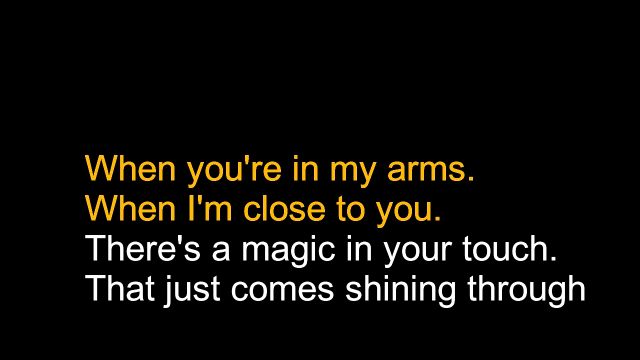 When you're in my arms.
When I'm close to you.
There's a magic in your touch.
That just comes shining through